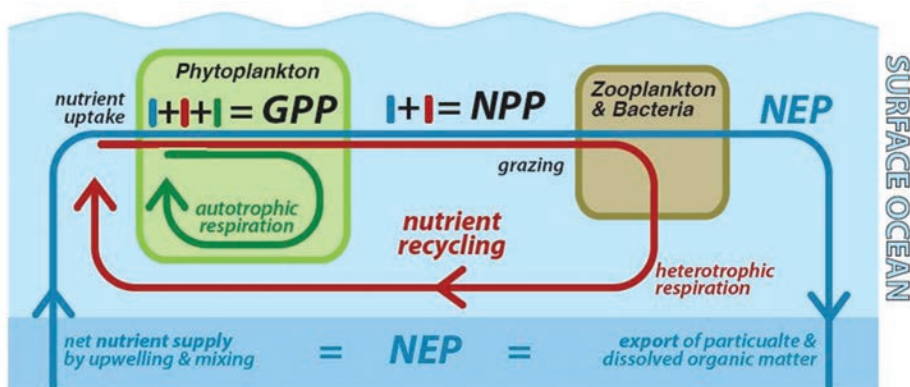 Phytoplankton
nutrient
uptake
I+I+I = GPP
I+I= NPP
Zooplankton
& Bacteria
NEP
grazing
autotrophic
respiration
nutrient
recycling
heterotrophic
respiration
net nutrient supply
by upwelling & mixing
= NEP =
export of particualte &
dissolved organic matter
SURFACE OCEAN